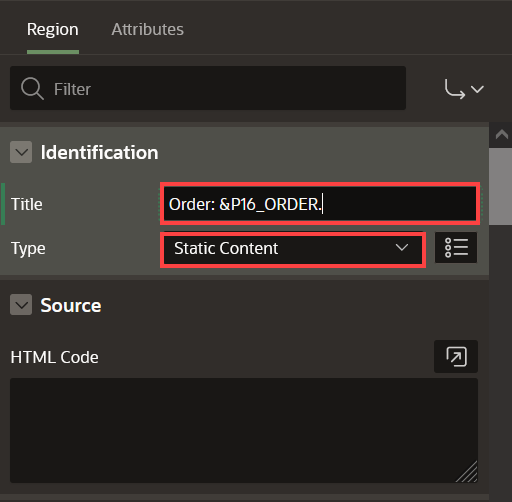 Region Attributes
Filter
Identification
Title Order: &P16_ORDER.
Type Static Content
Source
HTML Code